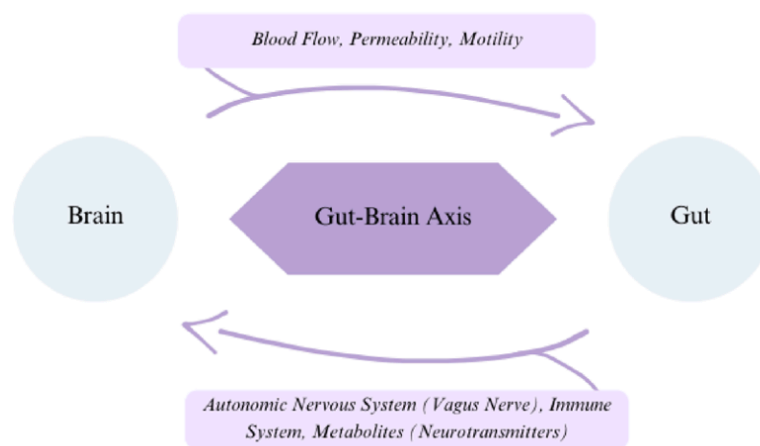 Blood Flow, Permeability, Motility
Brain
Gut-Brain Axis
Gut
Autonomic Nervous System (Vagus Nerve), Immune
System, Metabolites (Neurotransmitters)